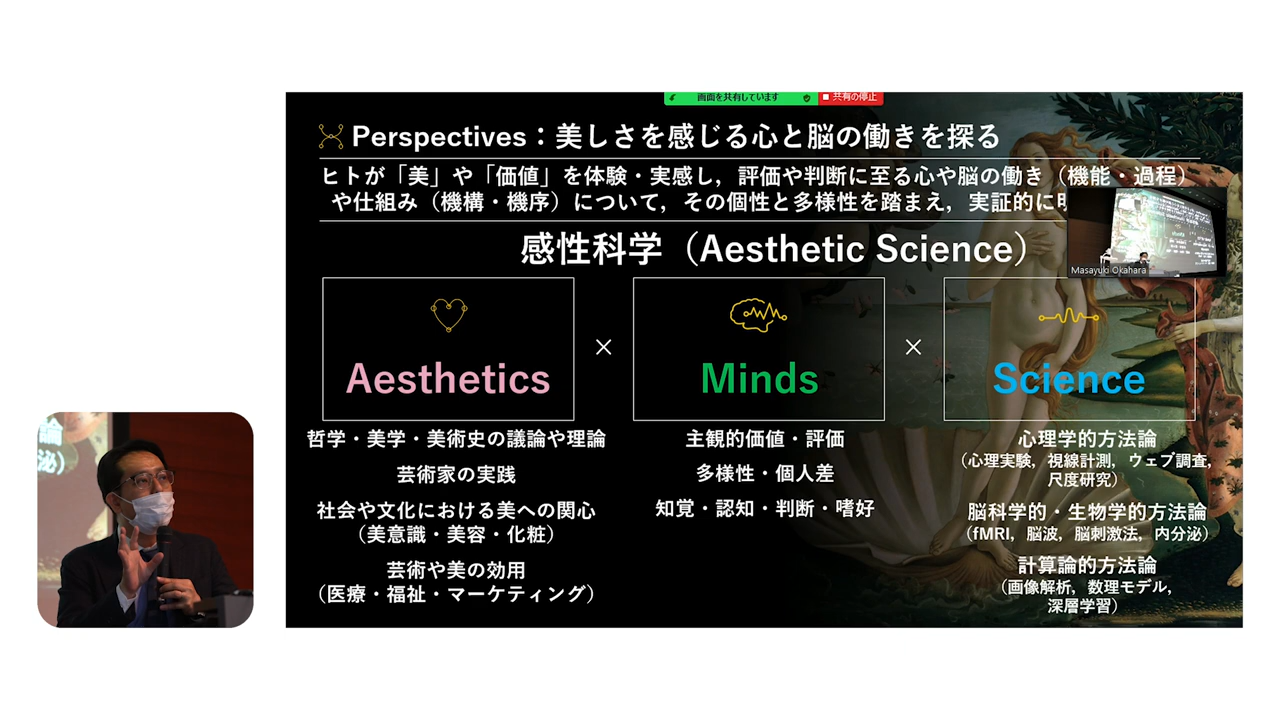 画面を共有しています
共有の停止
Perspectives：美しさを感じる心と脳の働きを探る
ヒトが「美」や「価値」を体験・実感し，評価や判断に至る心や脳の働き（機能・過程）
や仕組み（機構・機序）について，その個性と多様性を踏まえ，実証的に
Masayuki Okahara
感性科学（Aesthetic Science）
Aesthetics
×
Minds
×
Science
哲学・美学・美術史の議論や理論
芸術家の実践
社会や文化における美への関心
（美意識・美容・化粧）
芸術や美の効用
（医療・福祉・マーケティング）
主観的価値・評価
多様性・個人差
知覚・認知・判断・嗜好
心理学的方法論
（心理実験，視線計測，ウェブ調査，
尺度研究）
脳科学的・生物学的方法論
（fMRI，脳波，脳刺激法，内分泌）
計算論的方法論
（画像解析，数理モデル，
深層学習）
論
泌）